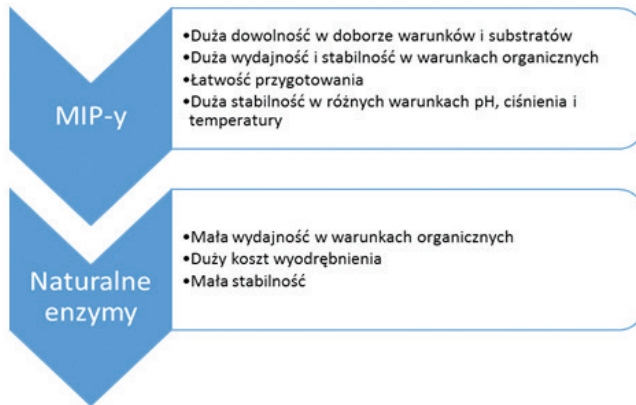 MIP-y
•Duża dowolność w doborze warunków i substratów
•Duża wydajność i stabilność w warunkach organicznych
•Łatwość przygotowania
•Duża stabilność w różnych warunkach pH, ciśnienia i
temperatury
Naturalne
enzymy
•Mała wydajność w warunkach organicznych
•Duży koszt wyodrębnienia
•Mała stabilność